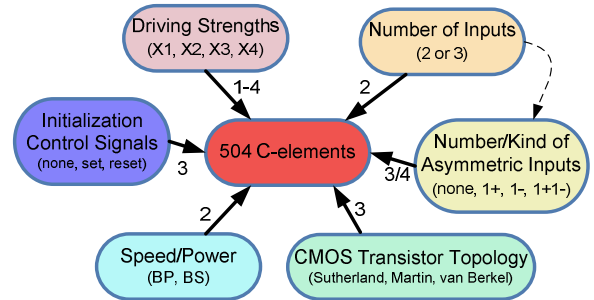 Driving Strengths
(X1, X2, X3, X4)
Number of Inputs
(2 or 3)
1-4
2
Initialization
Control Signals
(none, set, reset)
3
504 C-elements
Number/Kind of
Asymmetric Inputs
(none, 1+, 1-, 1+1-)
3/4
2
3
Speed/Power
(BP, BS)
CMOS Transistor Topology
(Sutherland, Martin, van Berkel)